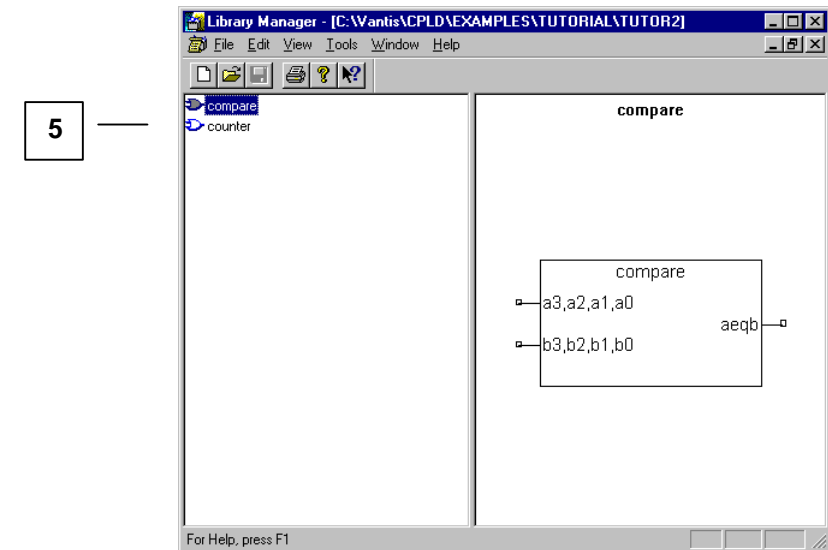 Library Manager - [C:\Vantis\CPLD\EXAMPLES\TUTORIAL\TUTOR2]
File Edit View Tools Window Help
5
compare
counter
compare
compare
a3,a2,a1,a0
aeqb
b3,b2,b1,b0
For Help, press F1